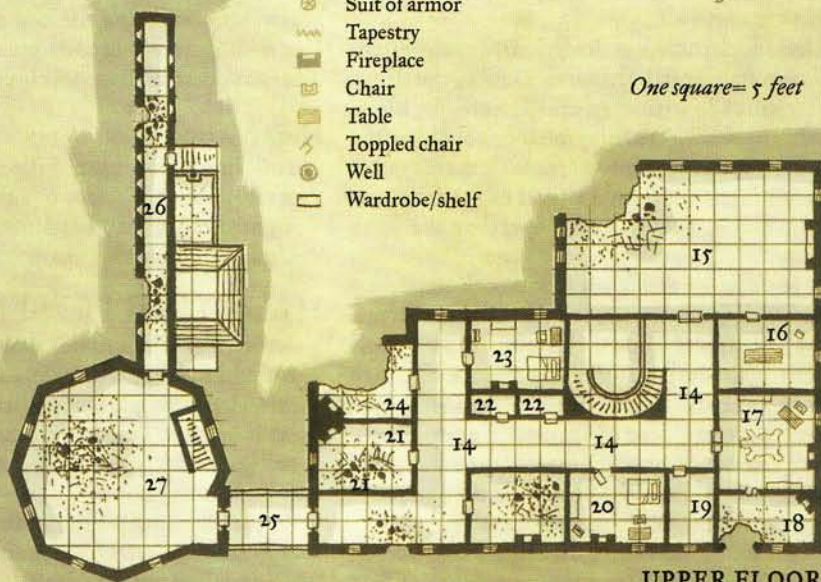 Suit of armor
Tapestry
Fireplace
Chair
One square= 5 feet
Table
Toppled chair
Well
Wardrobe/shelf
26
15
16
23
14
24
22
22
17
21
14
14
27
21
20
19
25
18
UPPER FLOOR